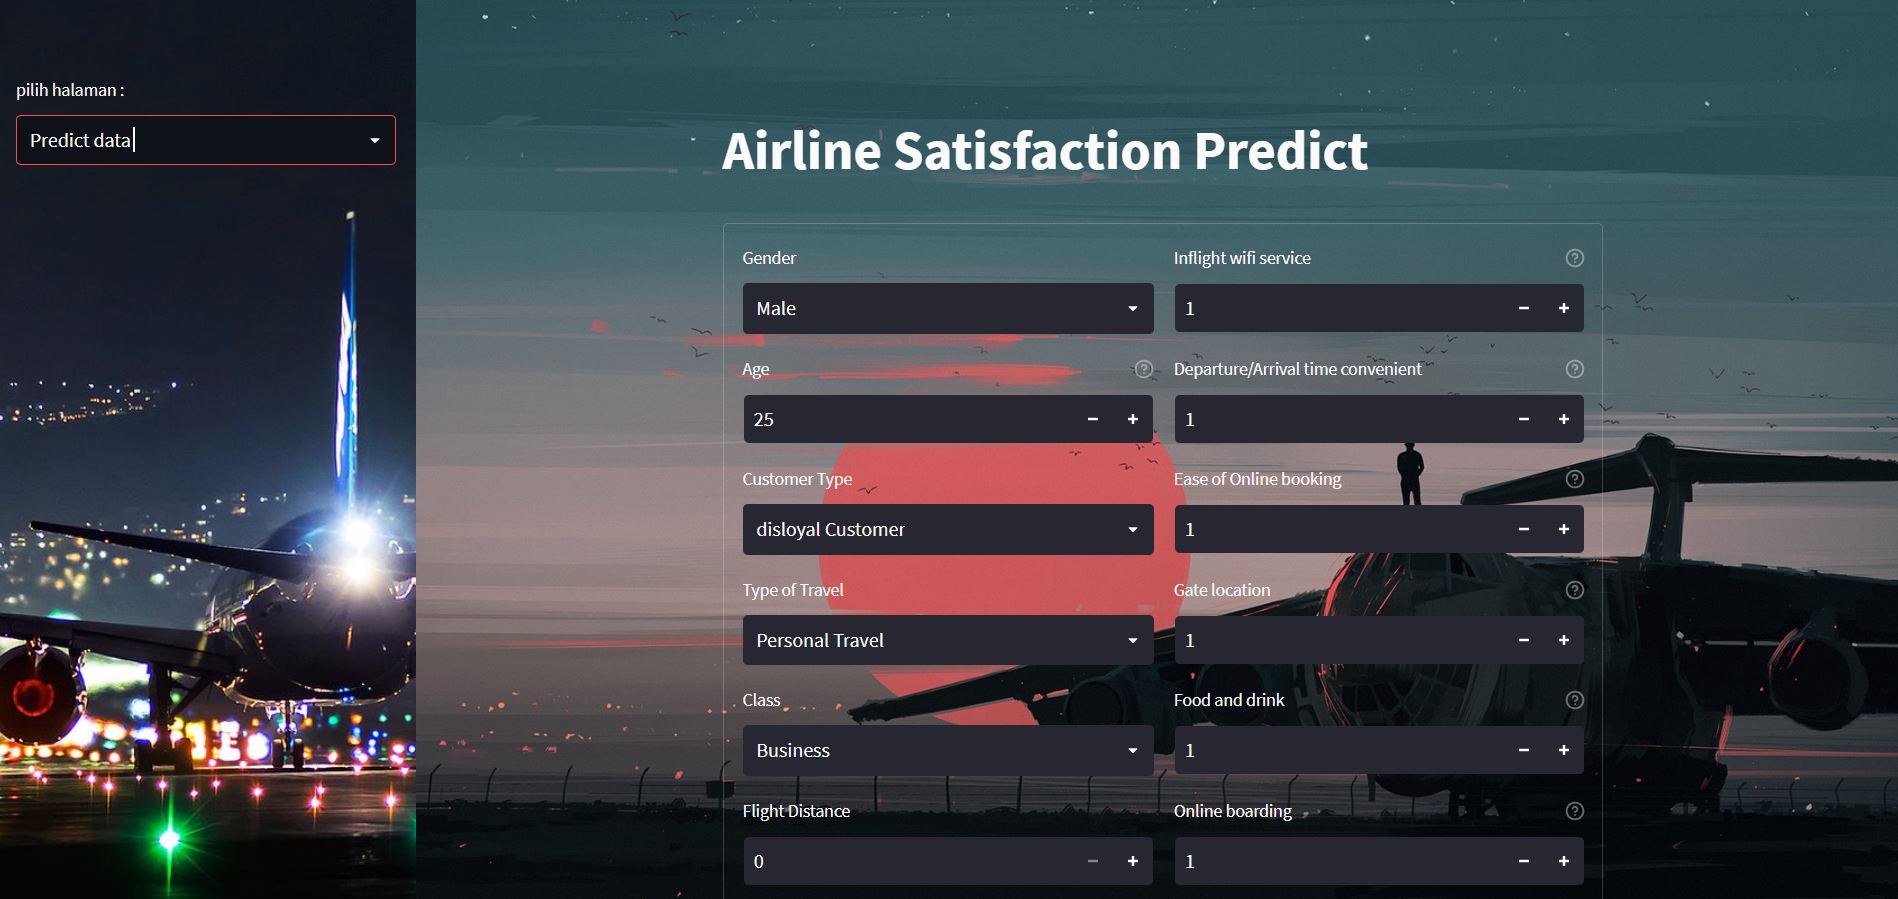 pilih halaman :
Predict data
Airline Satisfaction Predict
Gender
Male
Age
25
Customer Type
disloyal Customer
Type of Travel
Personal Travel
Class
Business
Flight Distance
0
Inflight wifi service
1
Departure/Arrival time convenient
1
Ease of Online booking
1
Gate location
1
Food and drink
1
Online boarding
1